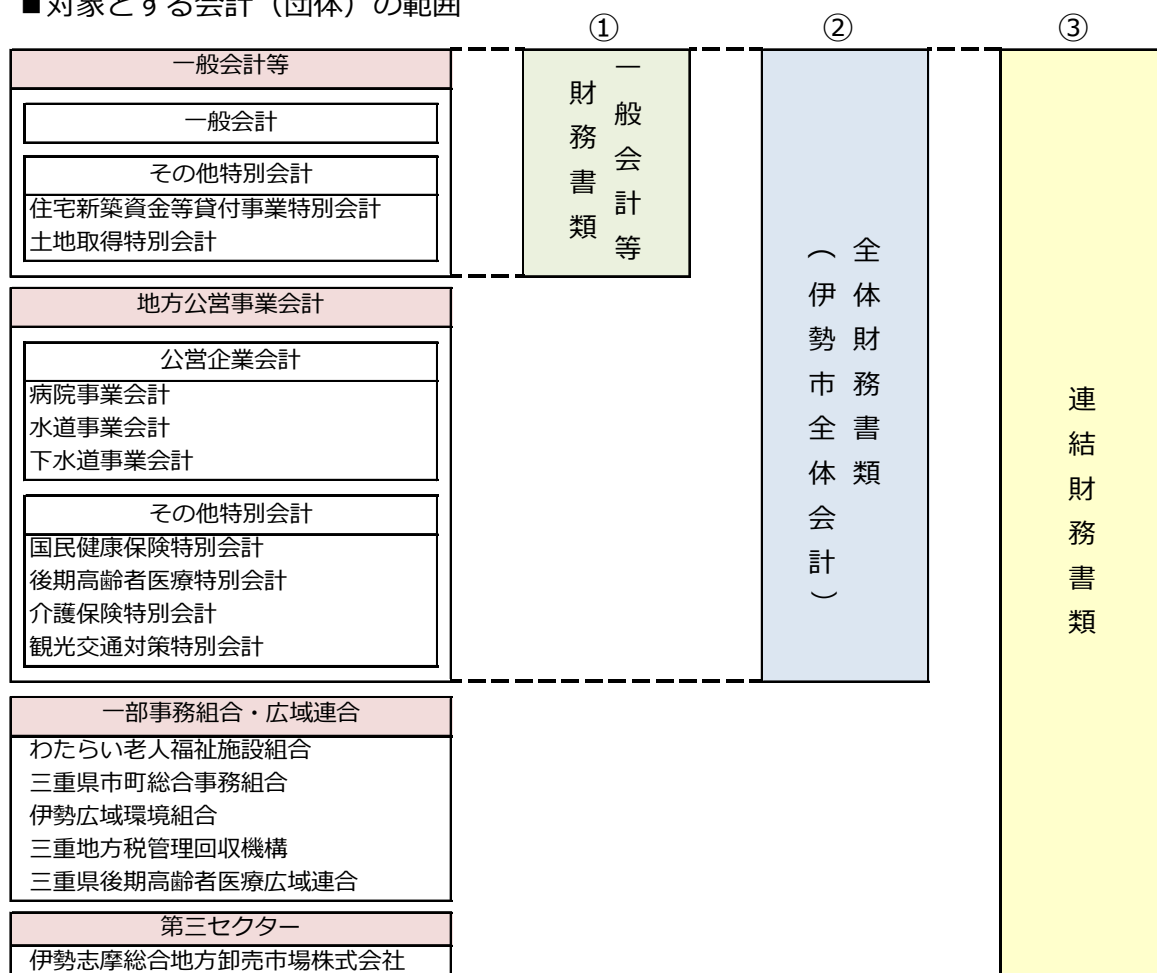 ■対象とする会計（団体）の範囲
①
②
③
一般会計等
一般会計
その他特別会計
住宅新築資金等貸付事業特別会計
土地取得特別会計
地方公営事業会計
公営企業会計
病院事業会計
水道事業会計
下水道事業会計
その他特別会計
国民健康保険特別会計
後期高齢者医療特別会計
介護保険特別会計
観光交通対策特別会計
一部事務組合・広域連合
わたらい老人福祉施設組合
三重県市町総合事務組合
伊勢広域環境組合
三重地方税管理回収機構
三重県後期高齢者医療広域連合
第三セクター
伊勢志摩総合地方卸売市場株式会社
一般会計等
財務書類
全体財務書類
（伊勢市全体会計）
連結財務書類